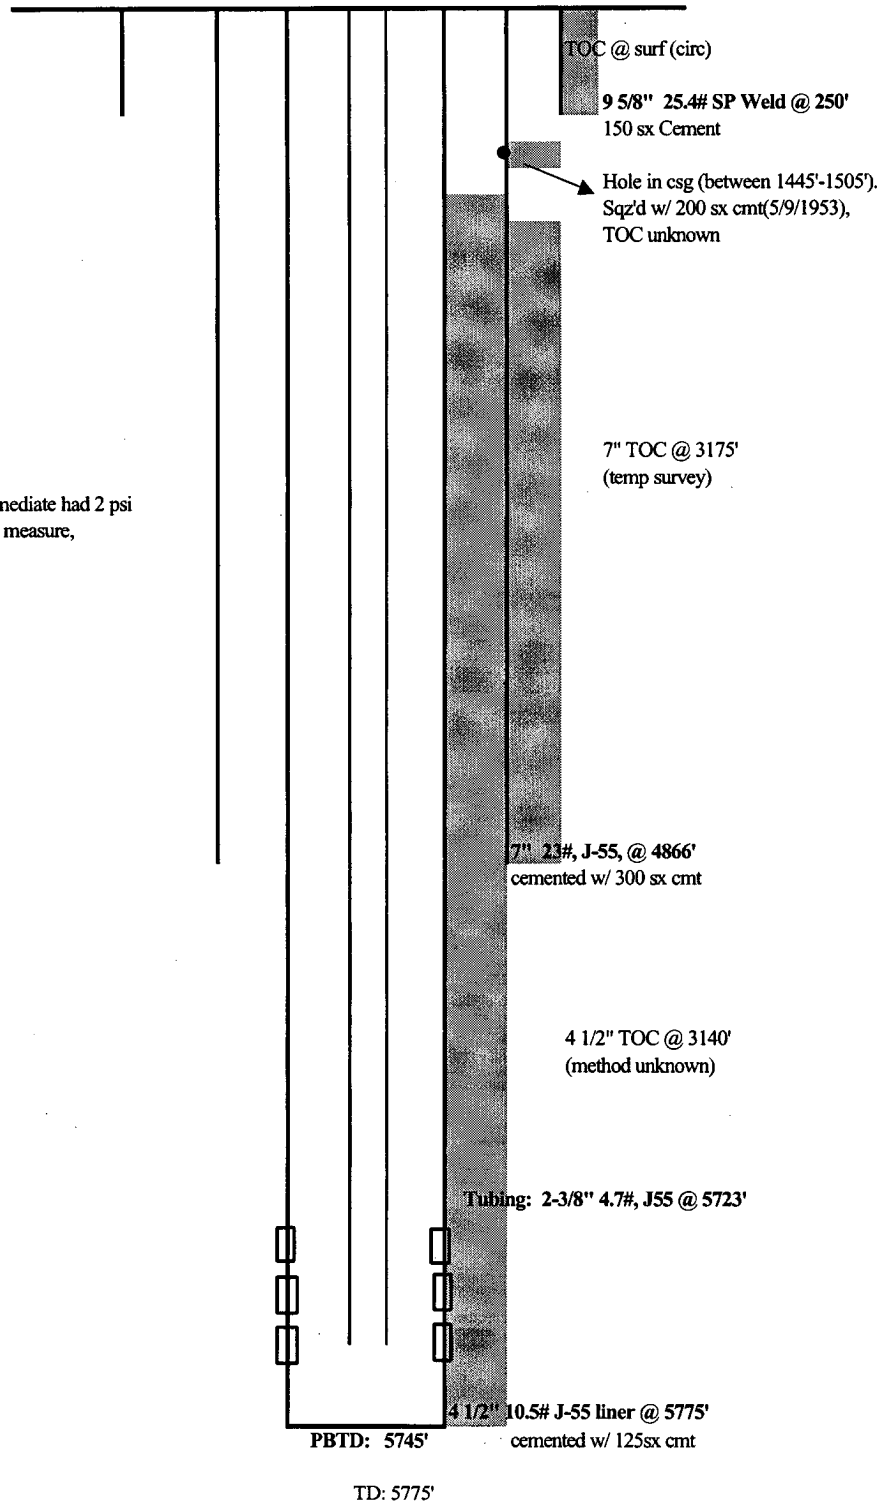 TOC @ surf (circ)
9 5/8" 25.4# SP Weld @ 250'
150 sx Cement
Hole in csg (between 1445'-1505').
Sqz'd w/ 200 sx cmt(5/9/1953),
TOC unknown
7" TOC @ 3175'
(temp survey)
mediate had 2 psi
measure,
7" 23#, J-55, @ 4866'
cemented w/ 300 sx cmt
4 1/2" TOC @ 3140'
(method unknown)
Tubing: 2-3/8" 4.7#, J55 @ 5723'
4 1/2" 10.5# J-55 liner @ 5775'
PBTD: 5745'
cemented w/ 125sx cmt
TD: 5775'